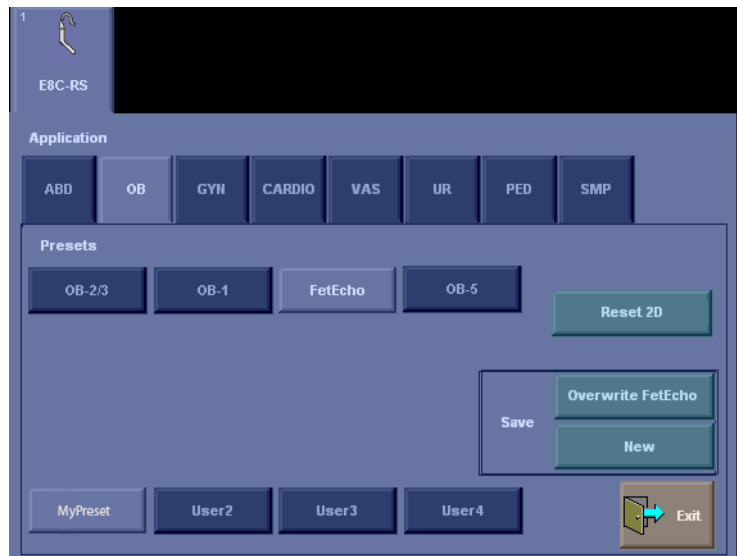 1
E8C-RS
Application
ABD OB GYN CARDIO VAS UR PED SMP
Presets
OB-2/3 OB-1 FetEcho OB-5
Reset 2D
Overwrite FetEcho
Save
New
MyPreset User2 User3 User4 Exit